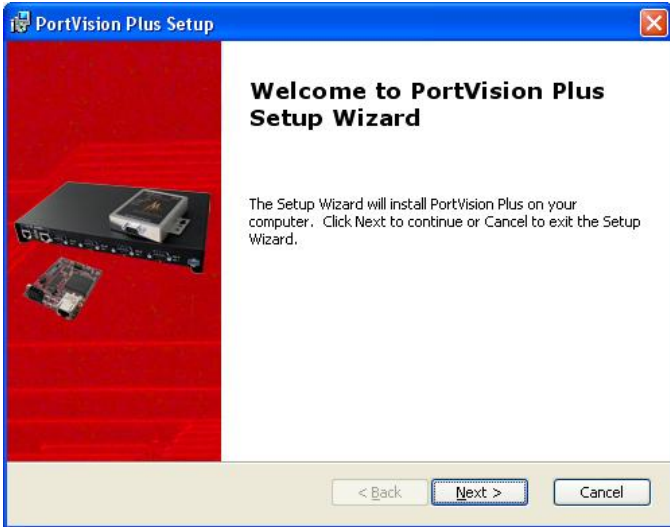 PortVision Plus Setup
Welcome to PortVision Plus
Setup Wizard
The Setup Wizard will install PortVision Plus on your
computer. Click Next to continue or Cancel to exit the Setup
Wizard.
< Back
Next >
Cancel